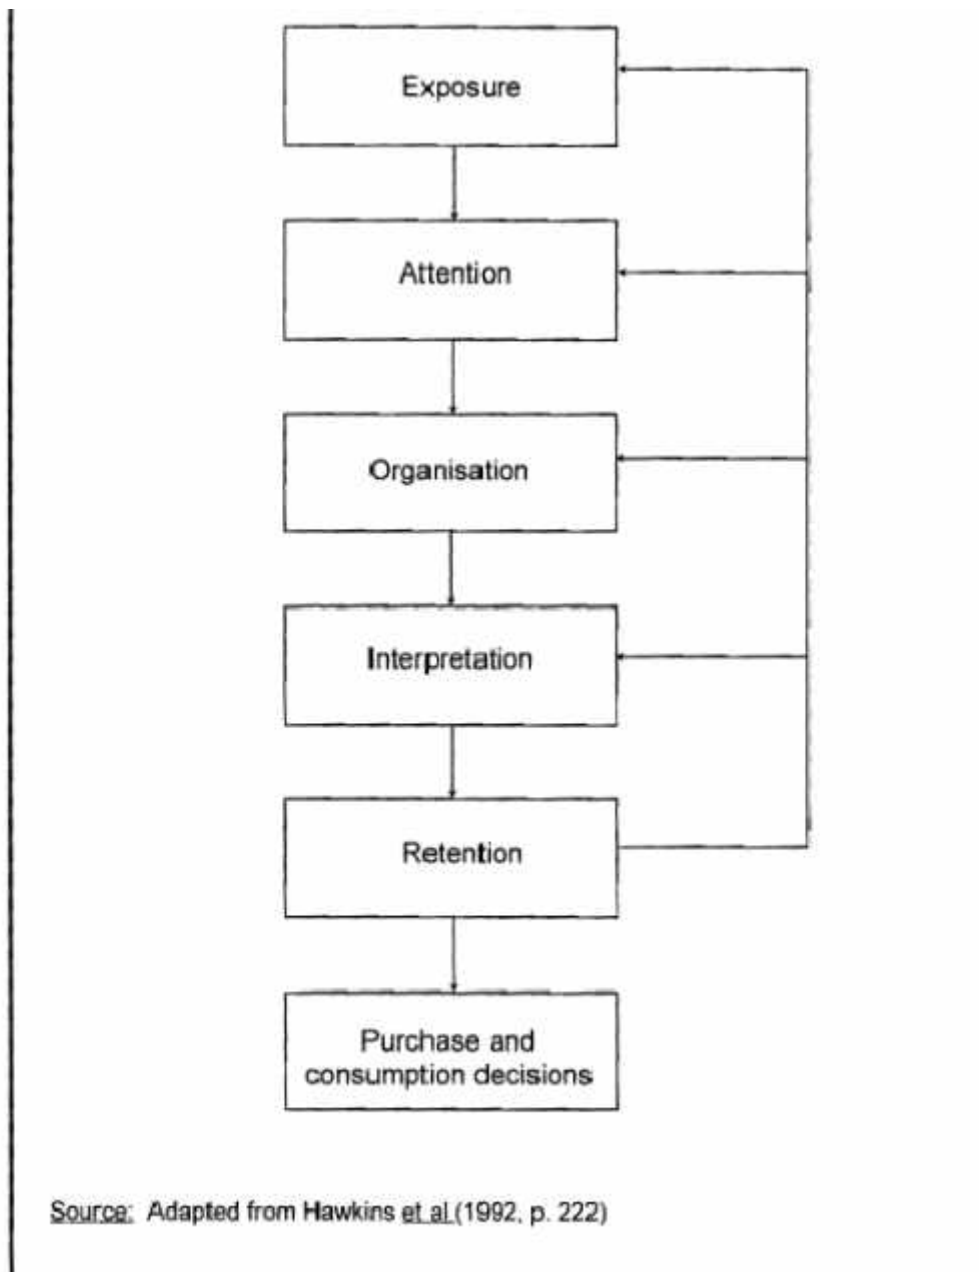 Exposure
Attention
Organisation
Interpretation
Retention
Purchase and
consumption decisions
Source: Adapted from Hawkins et al (1992, p. 222)